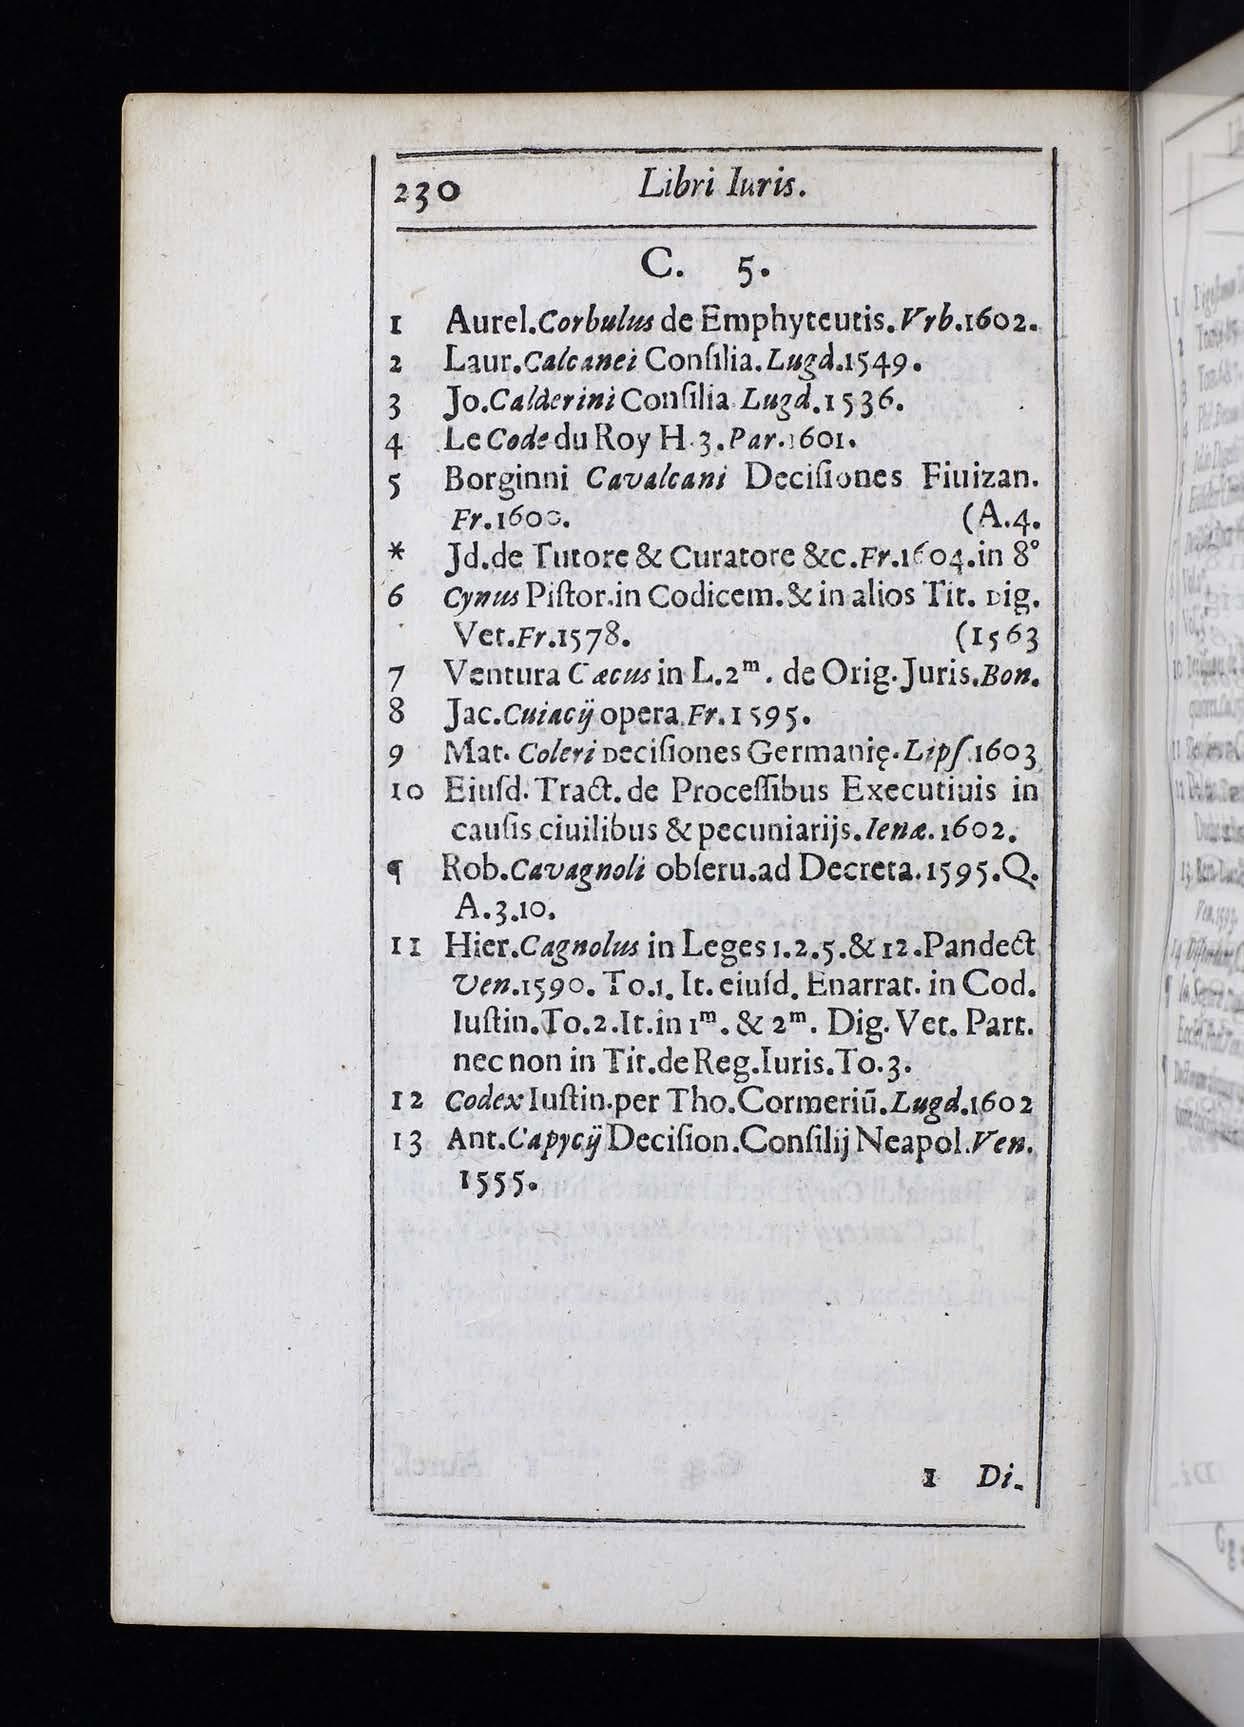 230 Libri Iuris.
C. 5.
1 Aurel.Corbulus de Emphyteutis.Vrb.1602.
2 Laur.Calcanei Conſilia.Lugd.1549.
3 Jo.Calderini Conſilia Lugd.1536.
4 Le Code du Roy H.3.Par.1601.
5 Borginni Cavalcani Deciſiones Fiuizan.
Fr.1600. (A.4.
* Jd.de Tutore & Curatore &c.Fr.1604.in 8°
6 Cynus Piſtor.in Codicem.& in alios Tit. Dig.
Vet.Fr.1578. (1563
7 Ventura Cæcus in L.2ᵐ. de Orig.Juris.Bon.
8 Jac.Cuiacij opera.Fr.1595.
9 Mat. Coleri Deciſiones Germanię.Lipſ.1603
10 Eiuſd.Tract.de Proceſſibus Executiuis in
cauſis ciuilibus & pecuniarijs.Ienæ.1602.
¶ Rob.Cavagnoli obſeru.ad Decreta.1595.Q.
A.3.10.
11 Hier.Cagnolus in Leges 1.2.5.& 12.Pandect
Ven.1590. To.1. It.eiuſd. Enarrat. in Cod.
Iuſtin.To.2.It.in 1ᵐ. & 2ᵐ. Dig. Vet. Part.
nec non in Tit.de Reg.Iuris.To.3.
12 Codex Iuſtin.per Tho.Cormeriū.Lugd.1602
13 Ant.Capycij Deciſion.Conſilij Neapol.Ven.
1555.
1 Di-